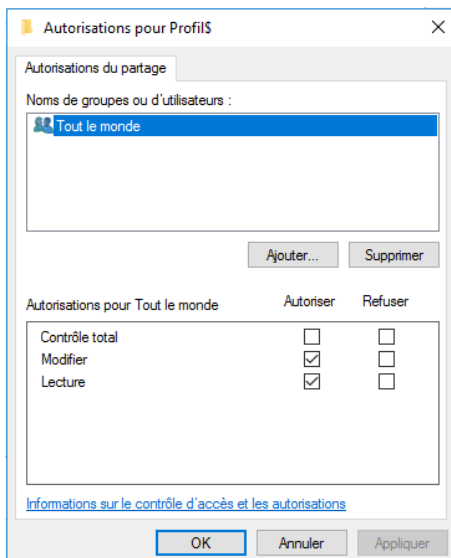 Autorisations pour Profil$
Autorisations du partage
Noms de groupes ou d'utilisateurs :
Tout le monde
Ajouter...
Supprimer
Autorisations pour Tout le monde Autoriser Refuser
Contrôle total
Modifier
Lecture
Informations sur le contrôle d'accès et les autorisations
OK Annuler Appliquer